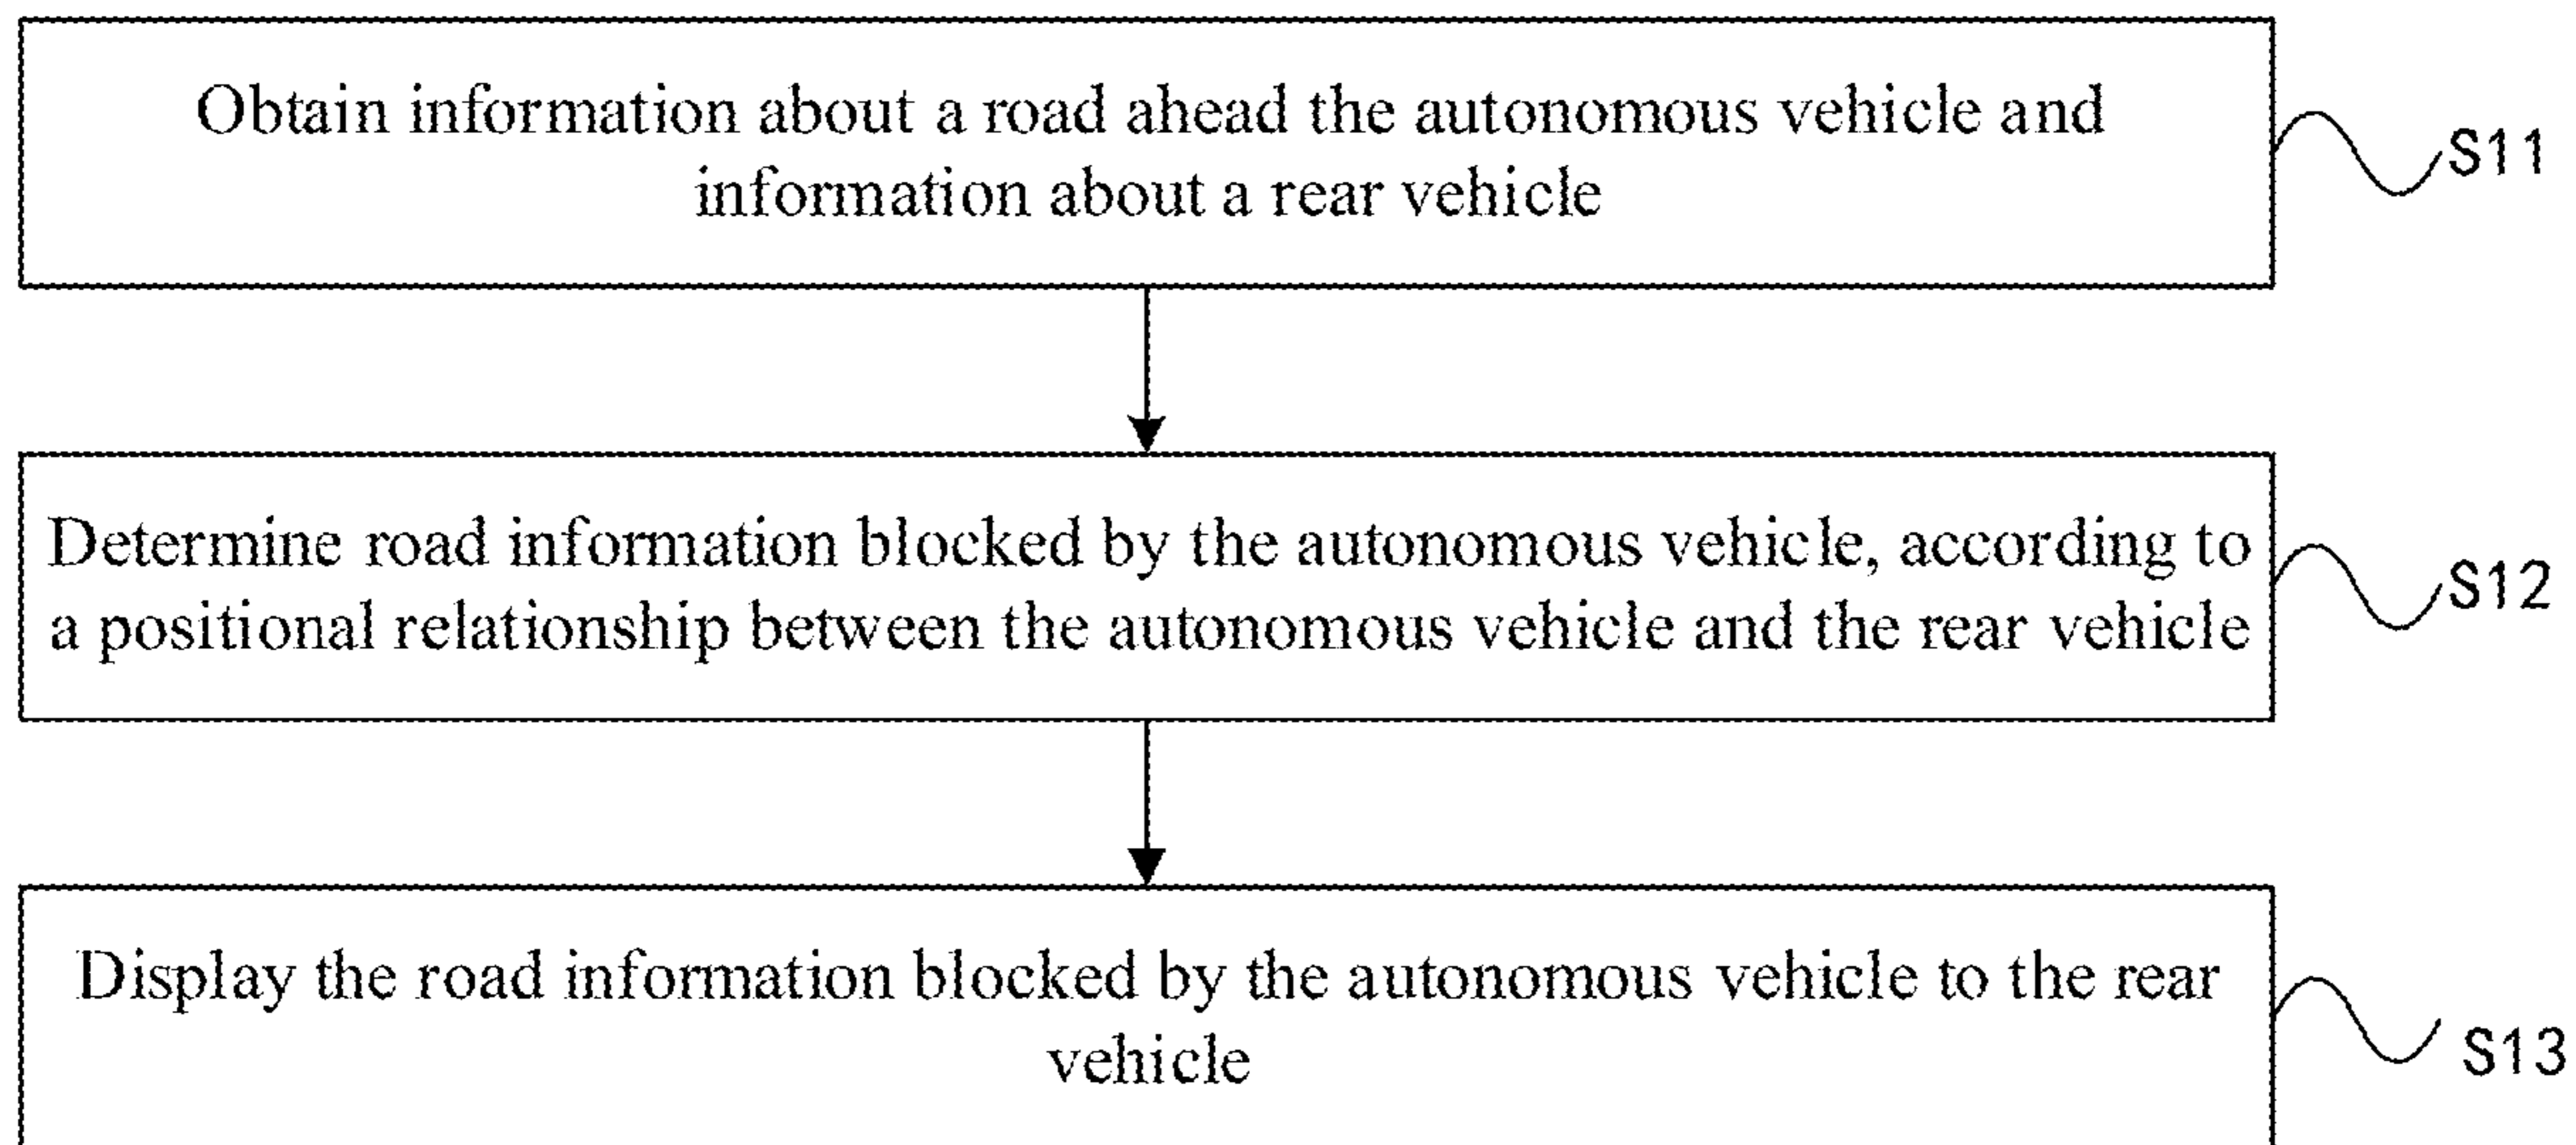 Obtain information about a road ahead the autonomous vehicle and
information about a rear vehicle
S11
Determine road information blocked by the autonomous vehicle, according to
a positional relationship between the autonomous vehicle and the rear vehicle
S12
Display the road information blocked by the autonomous vehicle to the rear
vehicle
S13